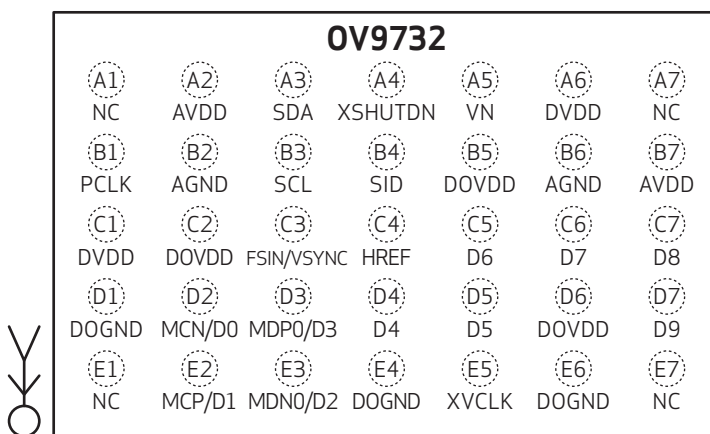 OV9732
A1 A2 A3 A4 A5 A6 A7
NC AVDD SDA XSHUTDN VN DVDD NC
B1 B2 B3 B4 B5 B6 B7
PCLK AGND SCL SID DOVDD AGND AVDD
C1 C2 C3 C4 C5 C6 C7
DVDD DOVDD FSIN/VSYNC HREF D6 D7 D8
D1 D2 D3 D4 D5 D6 D7
DOGND MCN/D0 MDP0/D3 D4 D5 DOVDD D9
E1 E2 E3 E4 E5 E6 E7
NC MCP/D1 MDN0/D2 DOGND XVCLK DOGND NC